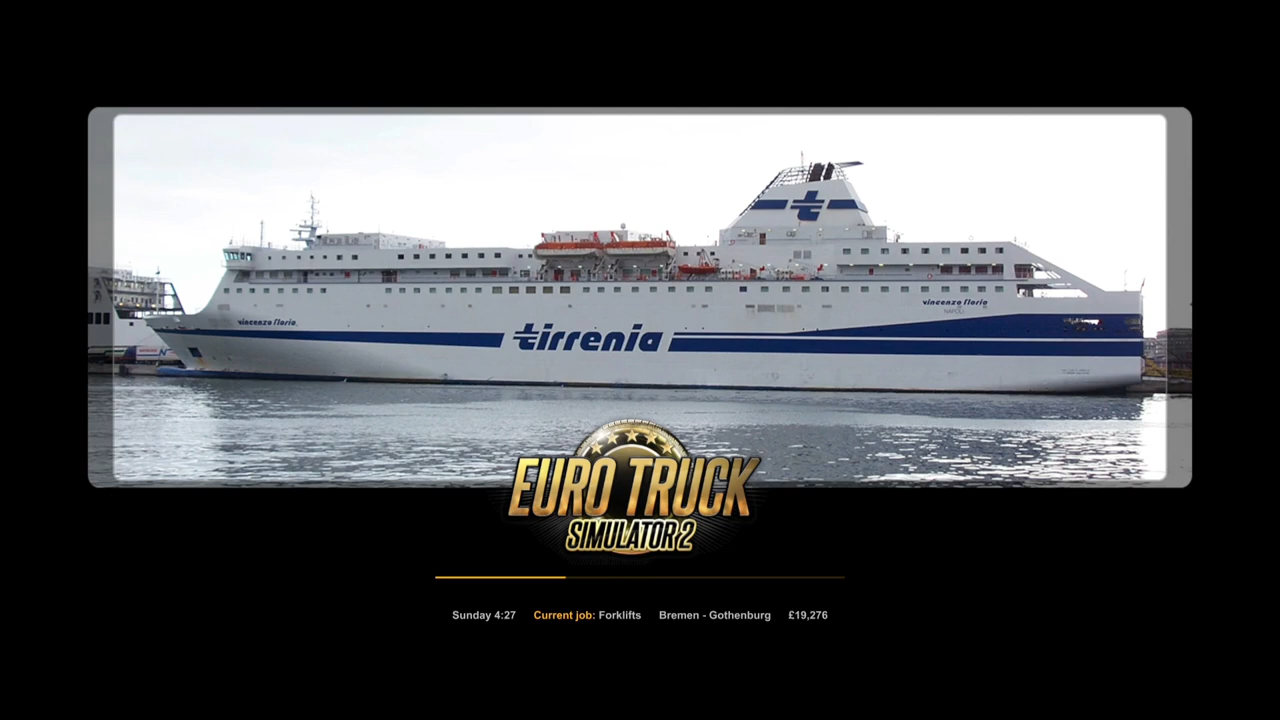 vincenzo florio
NAPOLI
vincenzo florio
tirrenia
EURO TRUCK
SIMULATOR 2
Sunday 4:27 Current job: Forklifts Bremen - Gothenburg £19,276